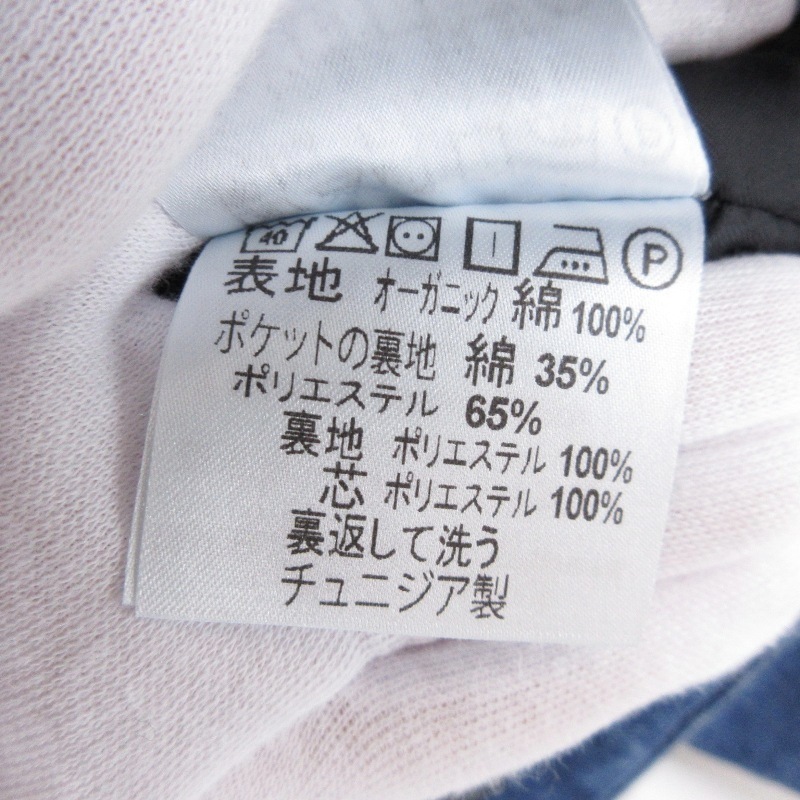 40 P
表地 オーガニック 綿 100%
ポケットの裏地 綿 35%
ポリエステル 65%
裏地 ポリエステル 100%
芯 ポリエステル 100%
裏返して洗う
チュニジア製